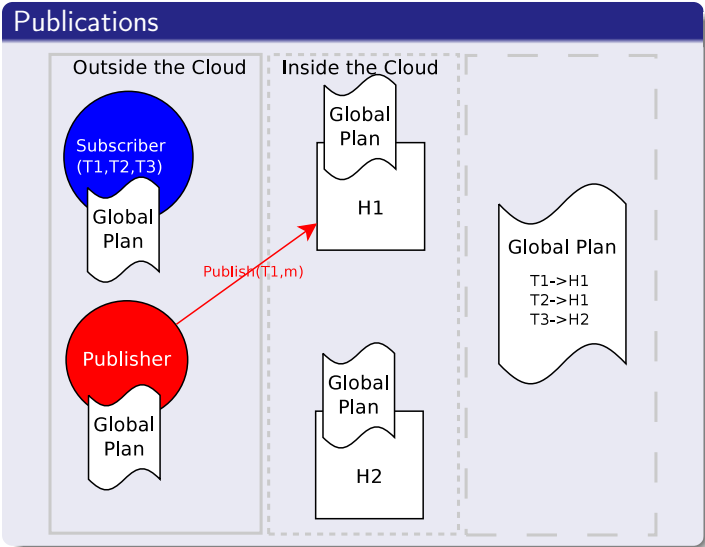 Publications
Outside the Cloud
Inside the Cloud
Subscriber
(T1,T2,T3)
Global
Plan
Publish(T1,m)
Publisher
Global
Plan
Global
Plan
H1
Global
Plan
H2
Global Plan
T1->H1
T2->H1
T3->H2